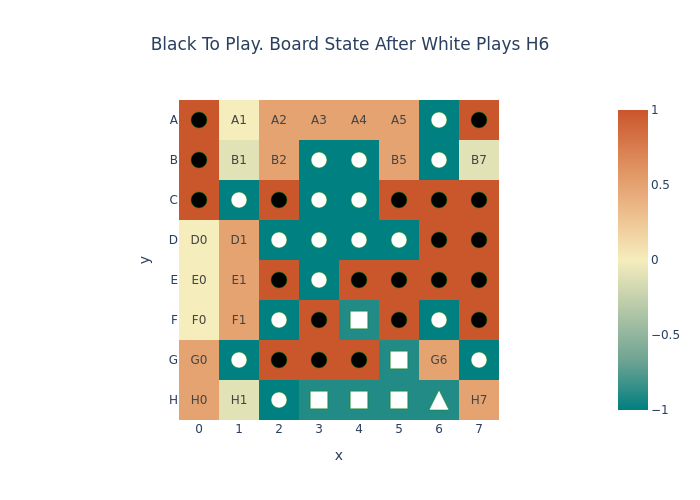 Black To Play. Board State After White Plays H6
A A1 A2 A3 A4 A5 1
B B1 B2 B5 B7 0.5
C
D D0 D1 0
E E0 E1
F F0 F1 −0.5
G G0 G6
H H0 H1 H7 −1
0 1 2 3 4 5 6 7
x
y